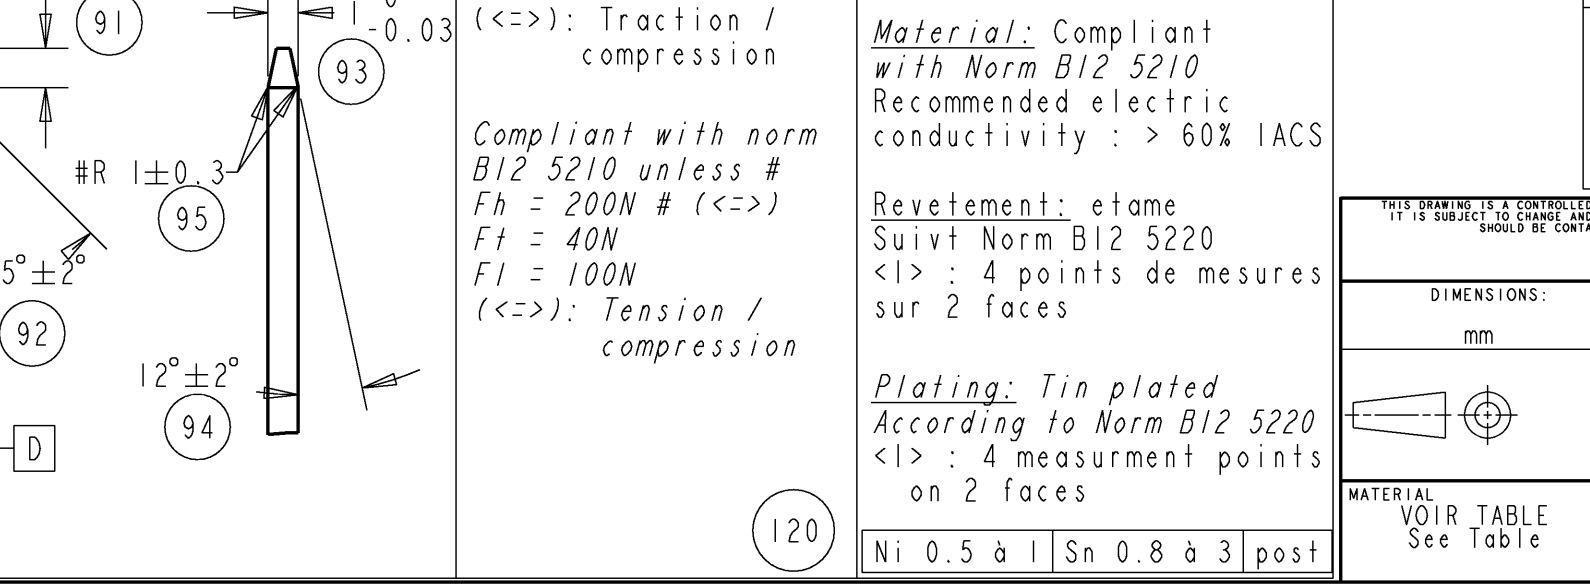 91
1 0
-0.03
93
#R 1±0.3
95
5°±2°
92
12°±2°
94
D
(<=>): Traction /
compression
Compliant with norm
B12 5210 unless #
Fh = 200N # (<=>)
Ft = 40N
Fl = 100N
(<=>): Tension /
compression
120
Material: Compliant
with Norm B12 5210
Recommended electric
conductivity : > 60% IACS
Revetement: etame
Suivt Norm B12 5220
<1> : 4 points de mesures
sur 2 faces
Plating: Tin plated
According to Norm B12 5220
<1> : 4 measurment points
on 2 faces
Ni 0.5 à 1 Sn 0.8 à 3 post
THIS DRAWING IS A CONTROLLED
IT IS SUBJECT TO CHANGE AND
SHOULD BE CONTA
DIMENSIONS:
mm
MATERIAL
VOIR TABLE
See Table